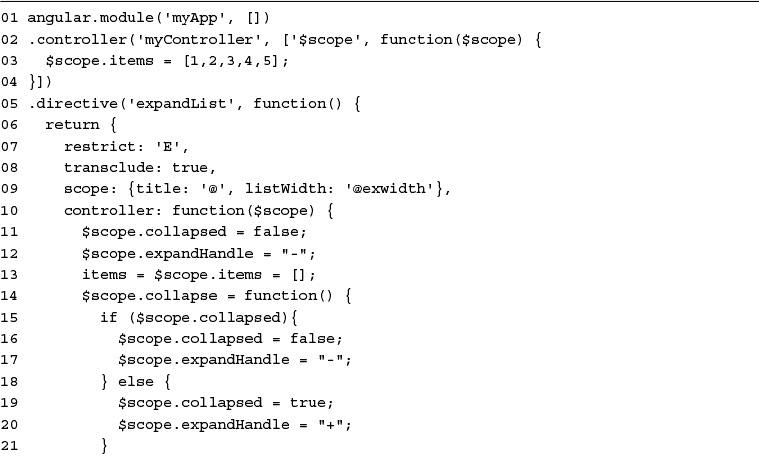 01 angular.module('myApp', [])
02 .controller('myController', ['$scope', function($scope) {
03   $scope.items = [1,2,3,4,5];
04 }])
05 .directive('expandList', function() {
06   return {
07     restrict: 'E',
08     transclude: true,
09     scope: {title: '@', listWidth: '@exwidth'},
10     controller: function($scope) {
11       $scope.collapsed = false;
12       $scope.expandHandle = "-";
13       items = $scope.items = [];
14       $scope.collapse = function() {
15         if ($scope.collapsed){
16           $scope.collapsed = false;
17           $scope.expandHandle = "-";
18         } else {
19           $scope.collapsed = true;
20           $scope.expandHandle = "+";
21         }